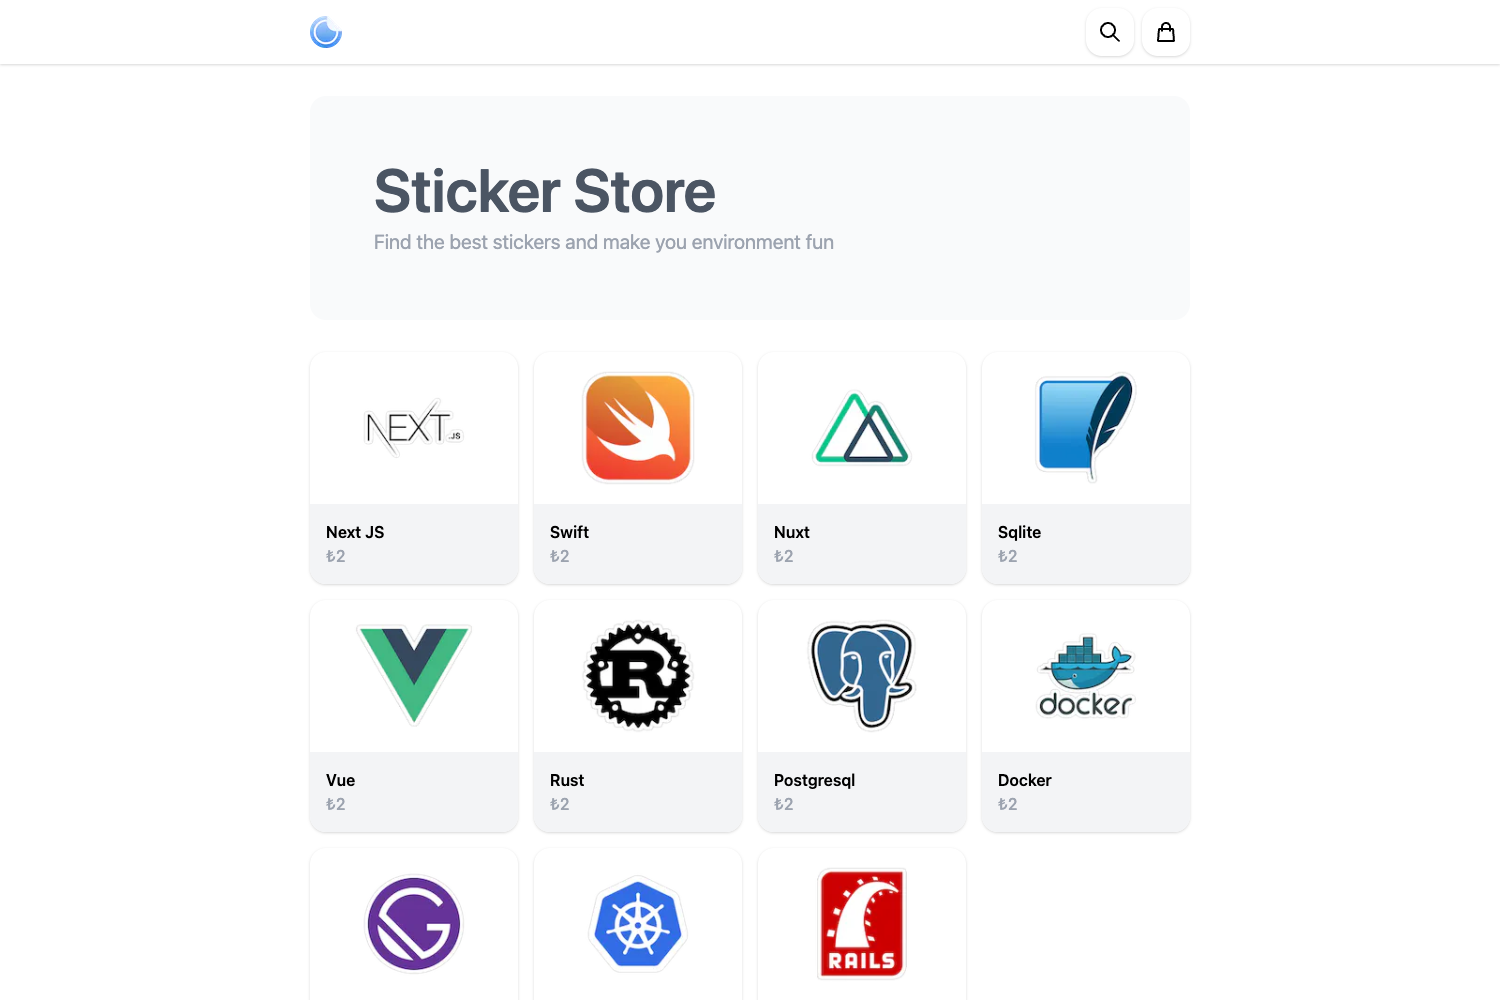 Sticker Store
Find the best stickers and make you environment fun
NEXT.JS
Next JS
₺2
Swift
₺2
Nuxt
₺2
Sqlite
₺2
R
docker
Vue
₺2
Rust
₺2
Postgresql
₺2
Docker
₺2
RAILS